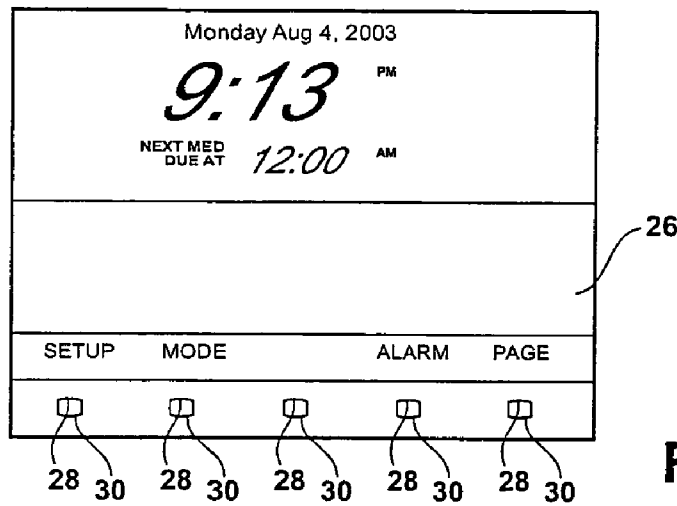 Monday Aug 4, 2003
9:13 PM
NEXT MED
DUE AT 12:00 AM
26
SETUP MODE ALARM PAGE
28 30 28 30 28 30 28 30 28 30